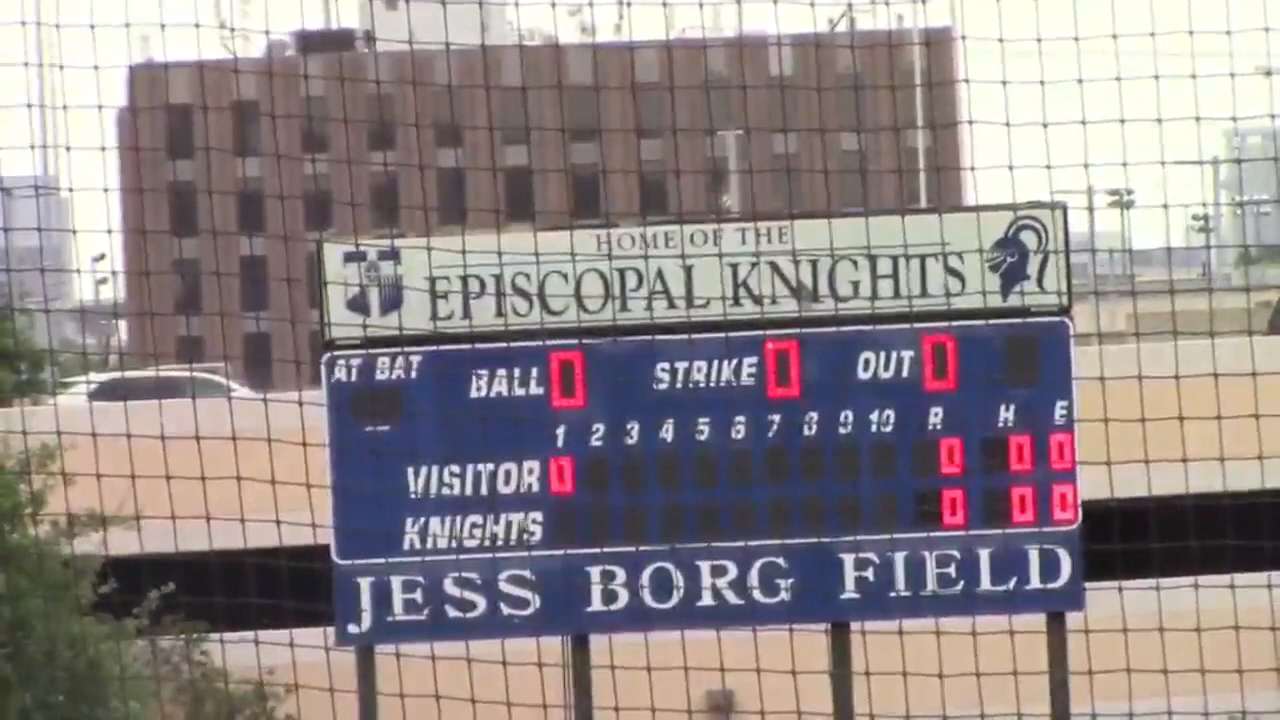 HOME OF THE
EPISCOPAL KNIGHTS
AT BAT BALL 0 STRIKE 0 OUT 0
1 2 3 4 5 6 7 8 9 10 R H E
VISITOR 0 0 0 0
KNIGHTS 0 0 0
JESS BORG FIELD